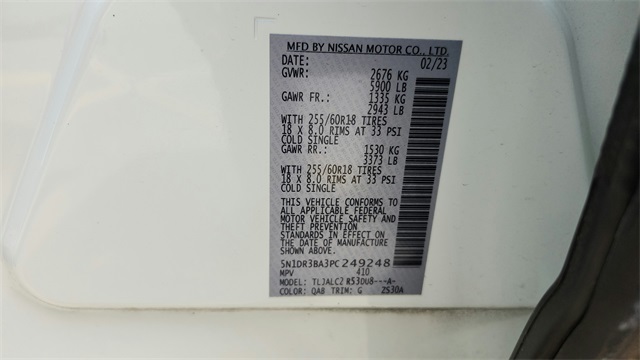 MFD BY NISSAN MOTOR CO., LTD.
DATE: 02/23
GVWR: 2676 KG
5900 LB
GAWR FR.: 1335 KG
2943 LB
WITH 255/60R18 TIRES
18 X 8.0 RIMS AT 33 PSI
COLD SINGLE
GAWR RR.: 1530 KG
3373 LB
WITH 255/60R18 TIRES
18 X 8.0 RIMS AT 33 PSI
COLD SINGLE
THIS VEHICLE CONFORMS TO
ALL APPLICABLE FEDERAL
MOTOR VEHICLE SAFETY AND
THEFT PREVENTION
STANDARDS IN EFFECT ON
THE DATE OF MANUFACTURE
SHOWN ABOVE.
5N1DR3BA3PC249248
MPV 410
MODEL: TLJALC2 R53DU8---A-
COLOR: QAB TRIM: G ZS30A